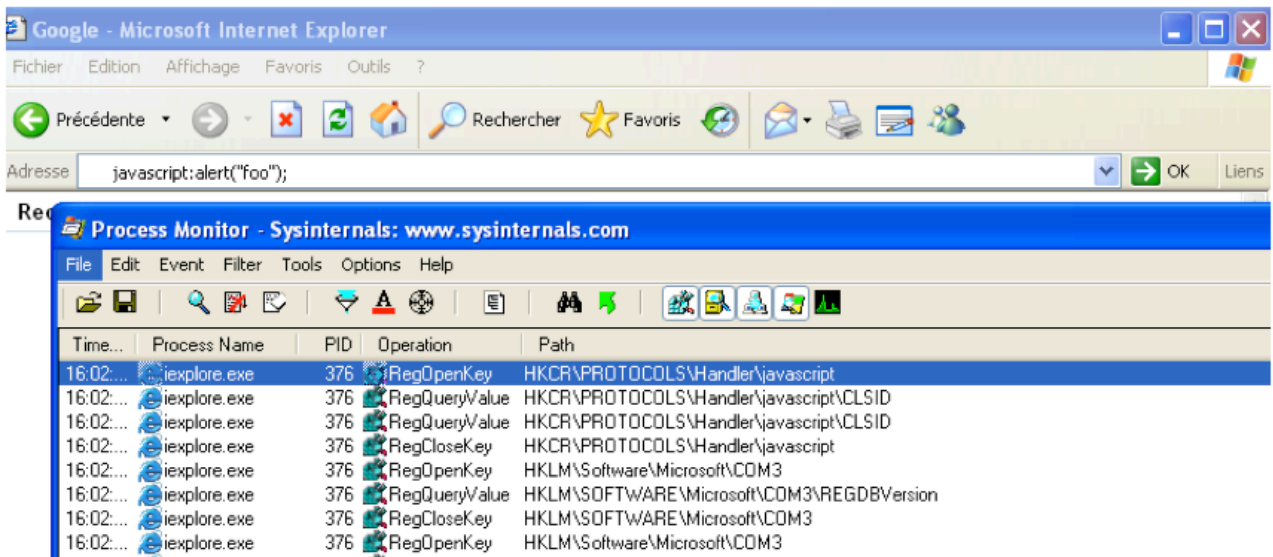 Google - Microsoft Internet Explorer
Fichier Edition Affichage Favoris Outils ?
Précédente Rechercher Favoris
Adresse javascript:alert("foo"); OK Liens
Process Monitor - Sysinternals: www.sysinternals.com
File Edit Event Filter Tools Options Help
Time... Process Name PID Operation Path
16:02:... iexplore.exe 376 RegOpenKey HKCR\PROTOCOLS\Handler\javascript
16:02:... iexplore.exe 376 RegQueryValue HKCR\PROTOCOLS\Handler\javascript\CLSID
16:02:... iexplore.exe 376 RegQueryValue HKCR\PROTOCOLS\Handler\javascript\CLSID
16:02:... iexplore.exe 376 RegCloseKey HKCR\PROTOCOLS\Handler\javascript
16:02:... iexplore.exe 376 RegOpenKey HKLM\Software\Microsoft\COM3
16:02:... iexplore.exe 376 RegQueryValue HKLM\SOFTWARE\Microsoft\COM3\REGDBVersion
16:02:... iexplore.exe 376 RegCloseKey HKLM\SOFTWARE\Microsoft\COM3
16:02:... iexplore.exe 376 RegOpenKey HKLM\Software\Microsoft\COM3